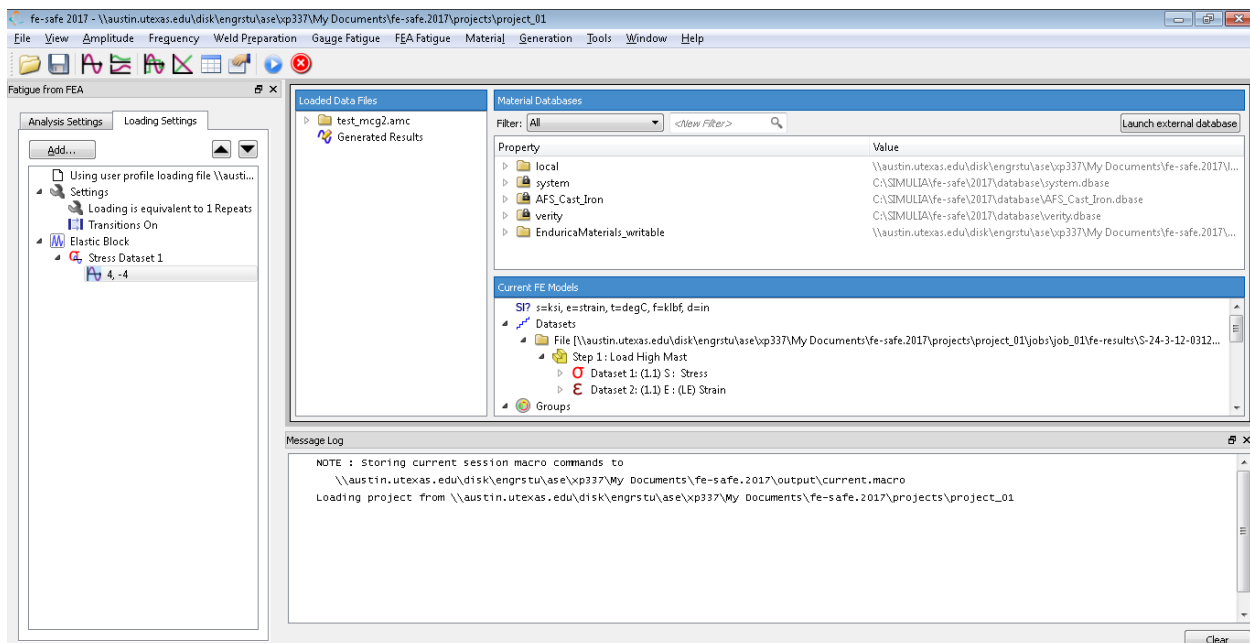 fe-safe 2017 - \\austin.utexas.edu\disk\engrstu\ase\xp337\My Documents\fe-safe.2017\projects\project_01
File View Amplitude Frequency Weld Preparation Gauge Fatigue FEA Fatigue Material Generation Tools Window Help
Fatigue from FEA
Analysis Settings Loading Settings
Add...
Using user profile loading file \\austi...
Settings
Loading is equivalent to 1 Repeats
Transitions On
Elastic Block
Stress Dataset 1
4, -4
Loaded Data Files
test_mcg2.amc
Generated Results
Material Databases
Filter: All <New Filter> Launch external database
Property Value
local \\austin.utexas.edu\disk\engrstu\ase\xp337\My Documents\fe-safe.2017\l...
system C:\SIMULIA\fe-safe\2017\database\system.dbase
AFS_Cast_Iron C:\SIMULIA\fe-safe\2017\database\AFS_Cast_Iron.dbase
verity C:\SIMULIA\fe-safe\2017\database\verity.dbase
EnduricaMaterials_writable \\austin.utexas.edu\disk\engrstu\ase\xp337\My Documents\fe-safe.2017\...
Current FE Models
SI? s=ksi, e=strain, t=degC, f=klbf, d=in
Datasets
File [\\austin.utexas.edu\disk\engrstu\ase\xp337\My Documents\fe-safe.2017\projects\project_01\jobs\job_01\fe-results\S-24-3-12-0312...
Step 1 : Load High Mast
σ Dataset 1: (1.1) S : Stress
ε Dataset 2: (1.1) E : (LE) Strain
Groups
Message Log
NOTE : Storing current session macro commands to
\\austin.utexas.edu\disk\engrstu\ase\xp337\My Documents\fe-safe.2017\output\current.macro
Loading project from \\austin.utexas.edu\disk\engrstu\ase\xp337\My Documents\fe-safe.2017\projects\project_01
Clear